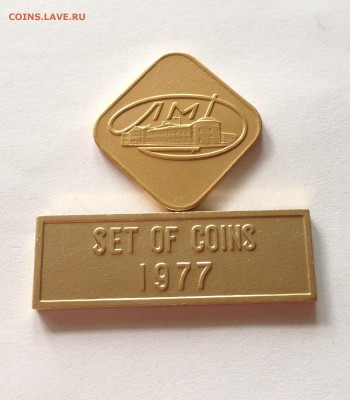 COINS.LAVE.RU
ЛМД
SET OF COINS
1977